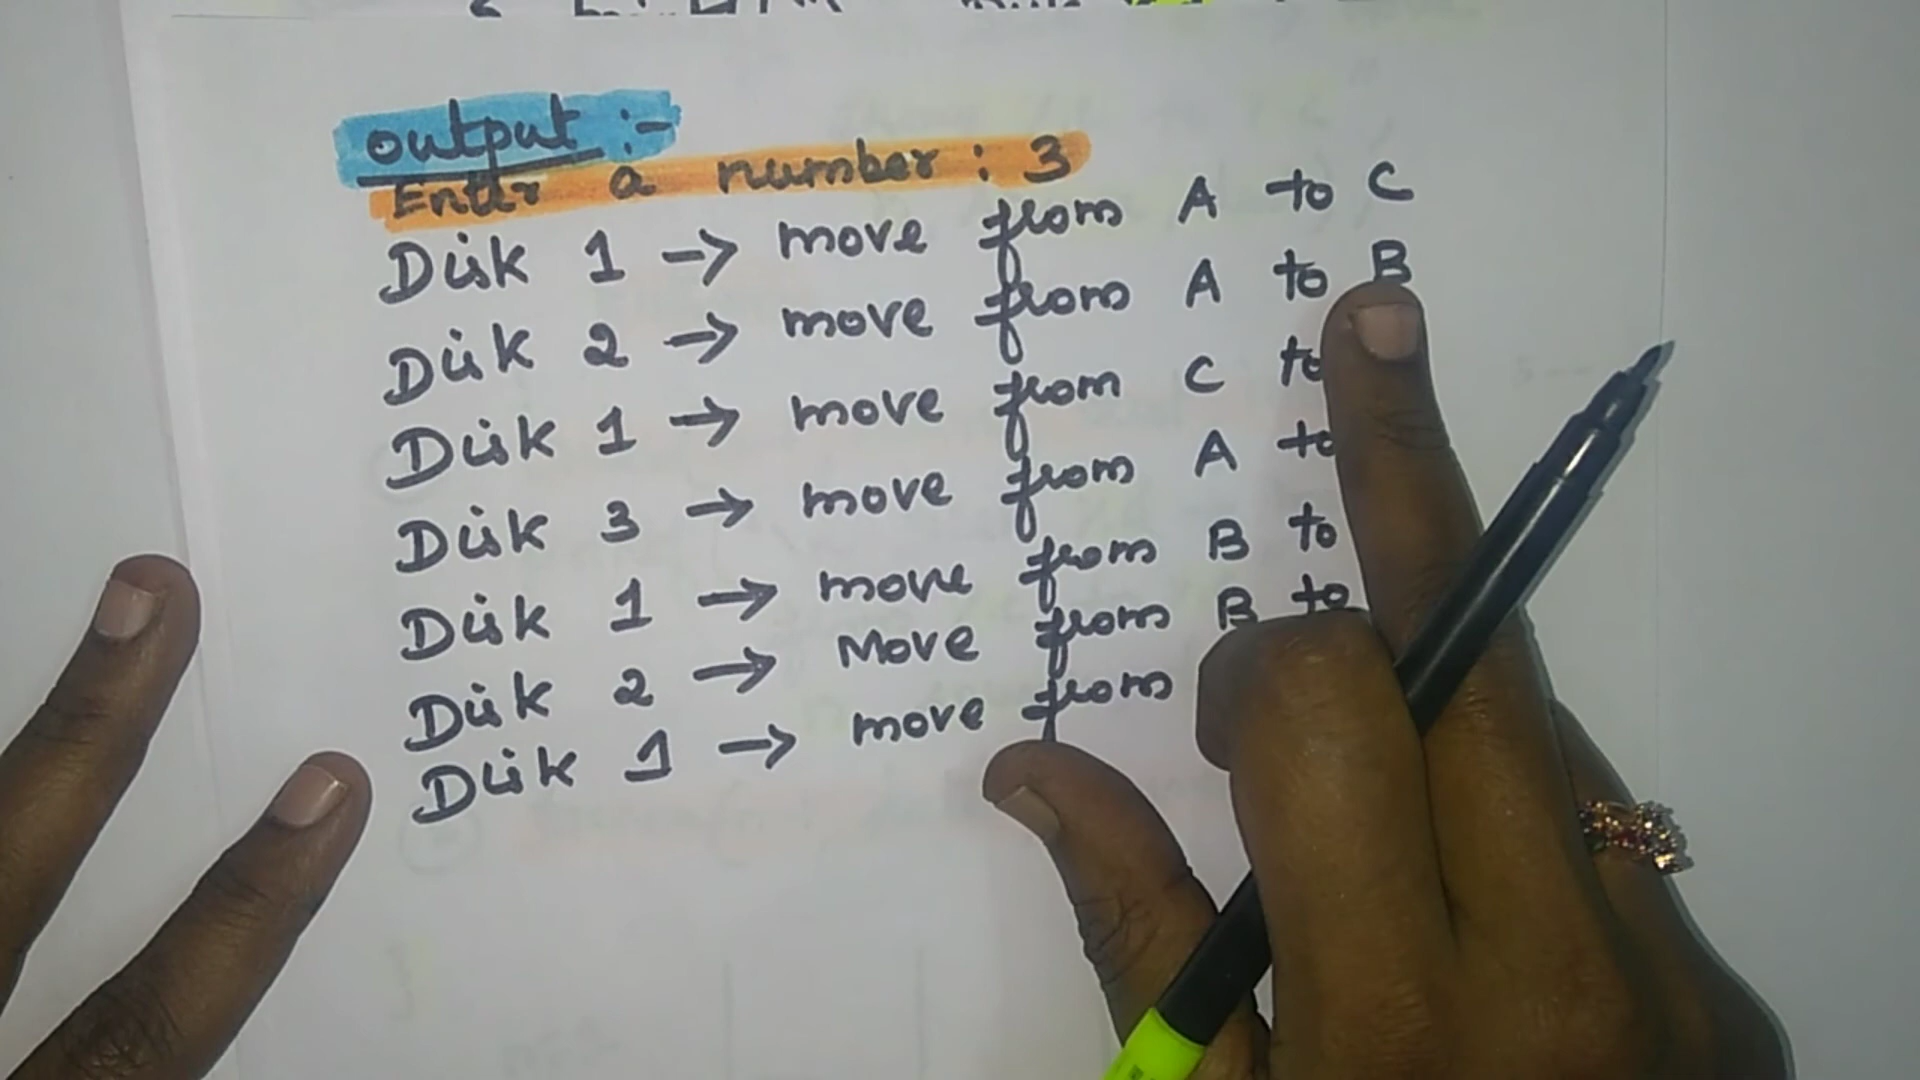 output :-
Enter a number : 3
Disk 1 -> move from A to C
Disk 2 -> move from A to B
Disk 1 -> move from C to
Disk 3 -> move from A to
Disk 1 -> move from B to
Disk 2 -> Move from B to
Disk 1 -> move from